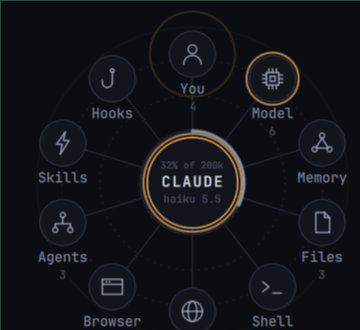 You
4
Hooks
Model
6
Skills
32% of 200k
CLAUDE
haiku 5.5
Memory
Agents
3
Files
3
Browser
Shell